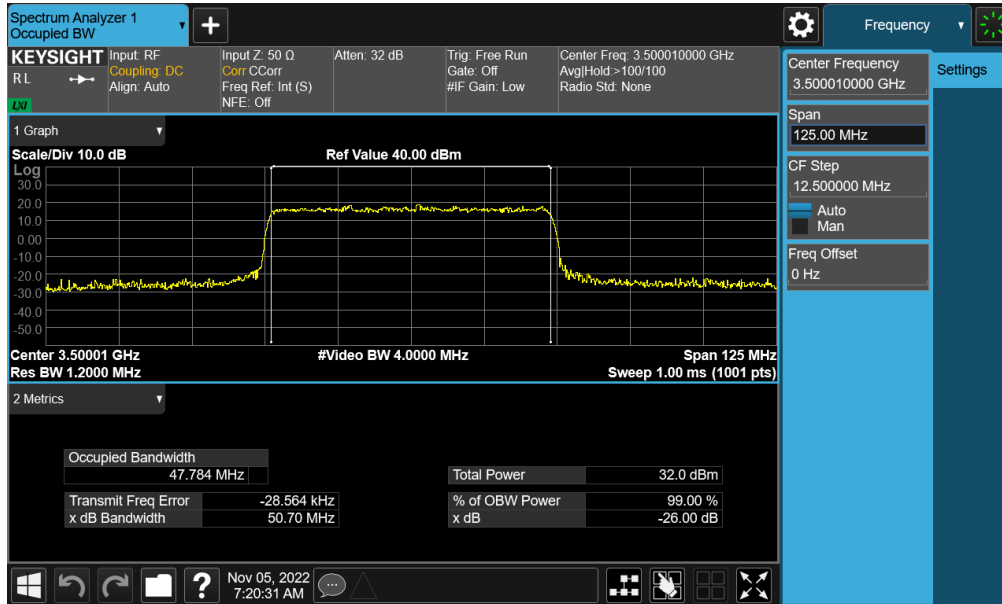 Spectrum Analyzer 1
Occupied BW
+
Frequency
KEYSIGHT
R L
LXI
Input: RF
Coupling: DC
Align: Auto
Input Z: 50 Ω
Corr CCorr
Freq Ref: Int (S)
NFE: Off
Atten: 32 dB
Trig: Free Run
Gate: Off
#IF Gain: Low
Center Freq: 3.500010000 GHz
Avg|Hold:>100/100
Radio Std: None
Center Frequency
3.500010000 GHz
Settings
Span
125.00 MHz
CF Step
12.500000 MHz
Auto
Man
Freq Offset
0 Hz
1 Graph
Scale/Div 10.0 dB
Ref Value 40.00 dBm
Log
30.0
20.0
10.0
0.00
-10.0
-20.0
-30.0
-40.0
-50.0
Center 3.50001 GHz
#Video BW 4.0000 MHz
Span 125 MHz
Res BW 1.2000 MHz
Sweep 1.00 ms (1001 pts)
2 Metrics
Occupied Bandwidth
47.784 MHz
Total Power 32.0 dBm
Transmit Freq Error -28.564 kHz
% of OBW Power 99.00 %
x dB Bandwidth 50.70 MHz
x dB -26.00 dB
?
Nov 05, 2022
7:20:31 AM